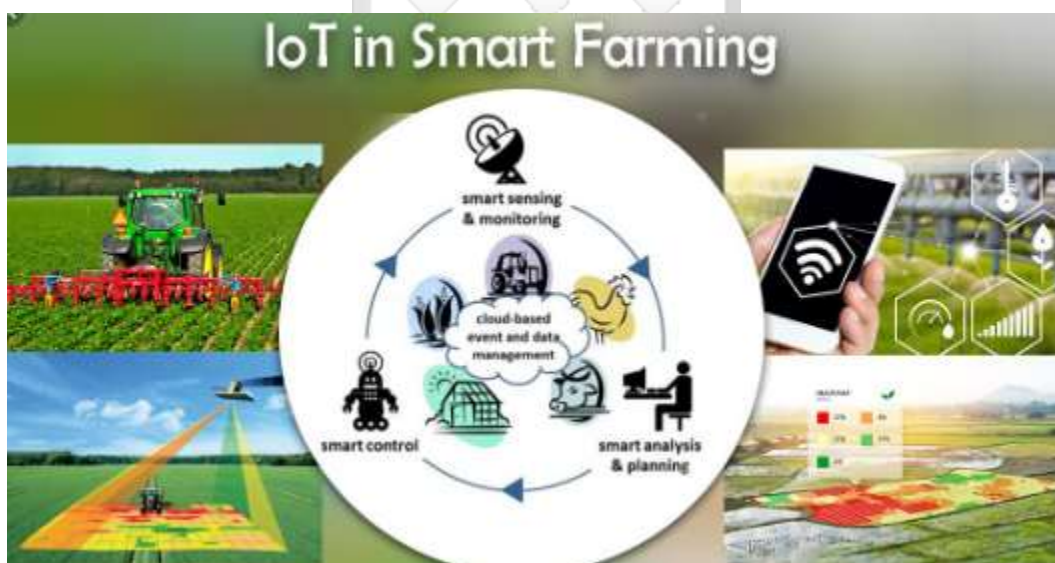 IoT in Smart Farming
smart sensing
& monitoring
cloud-based
event and data
management
smart control
smart analysis
& planning